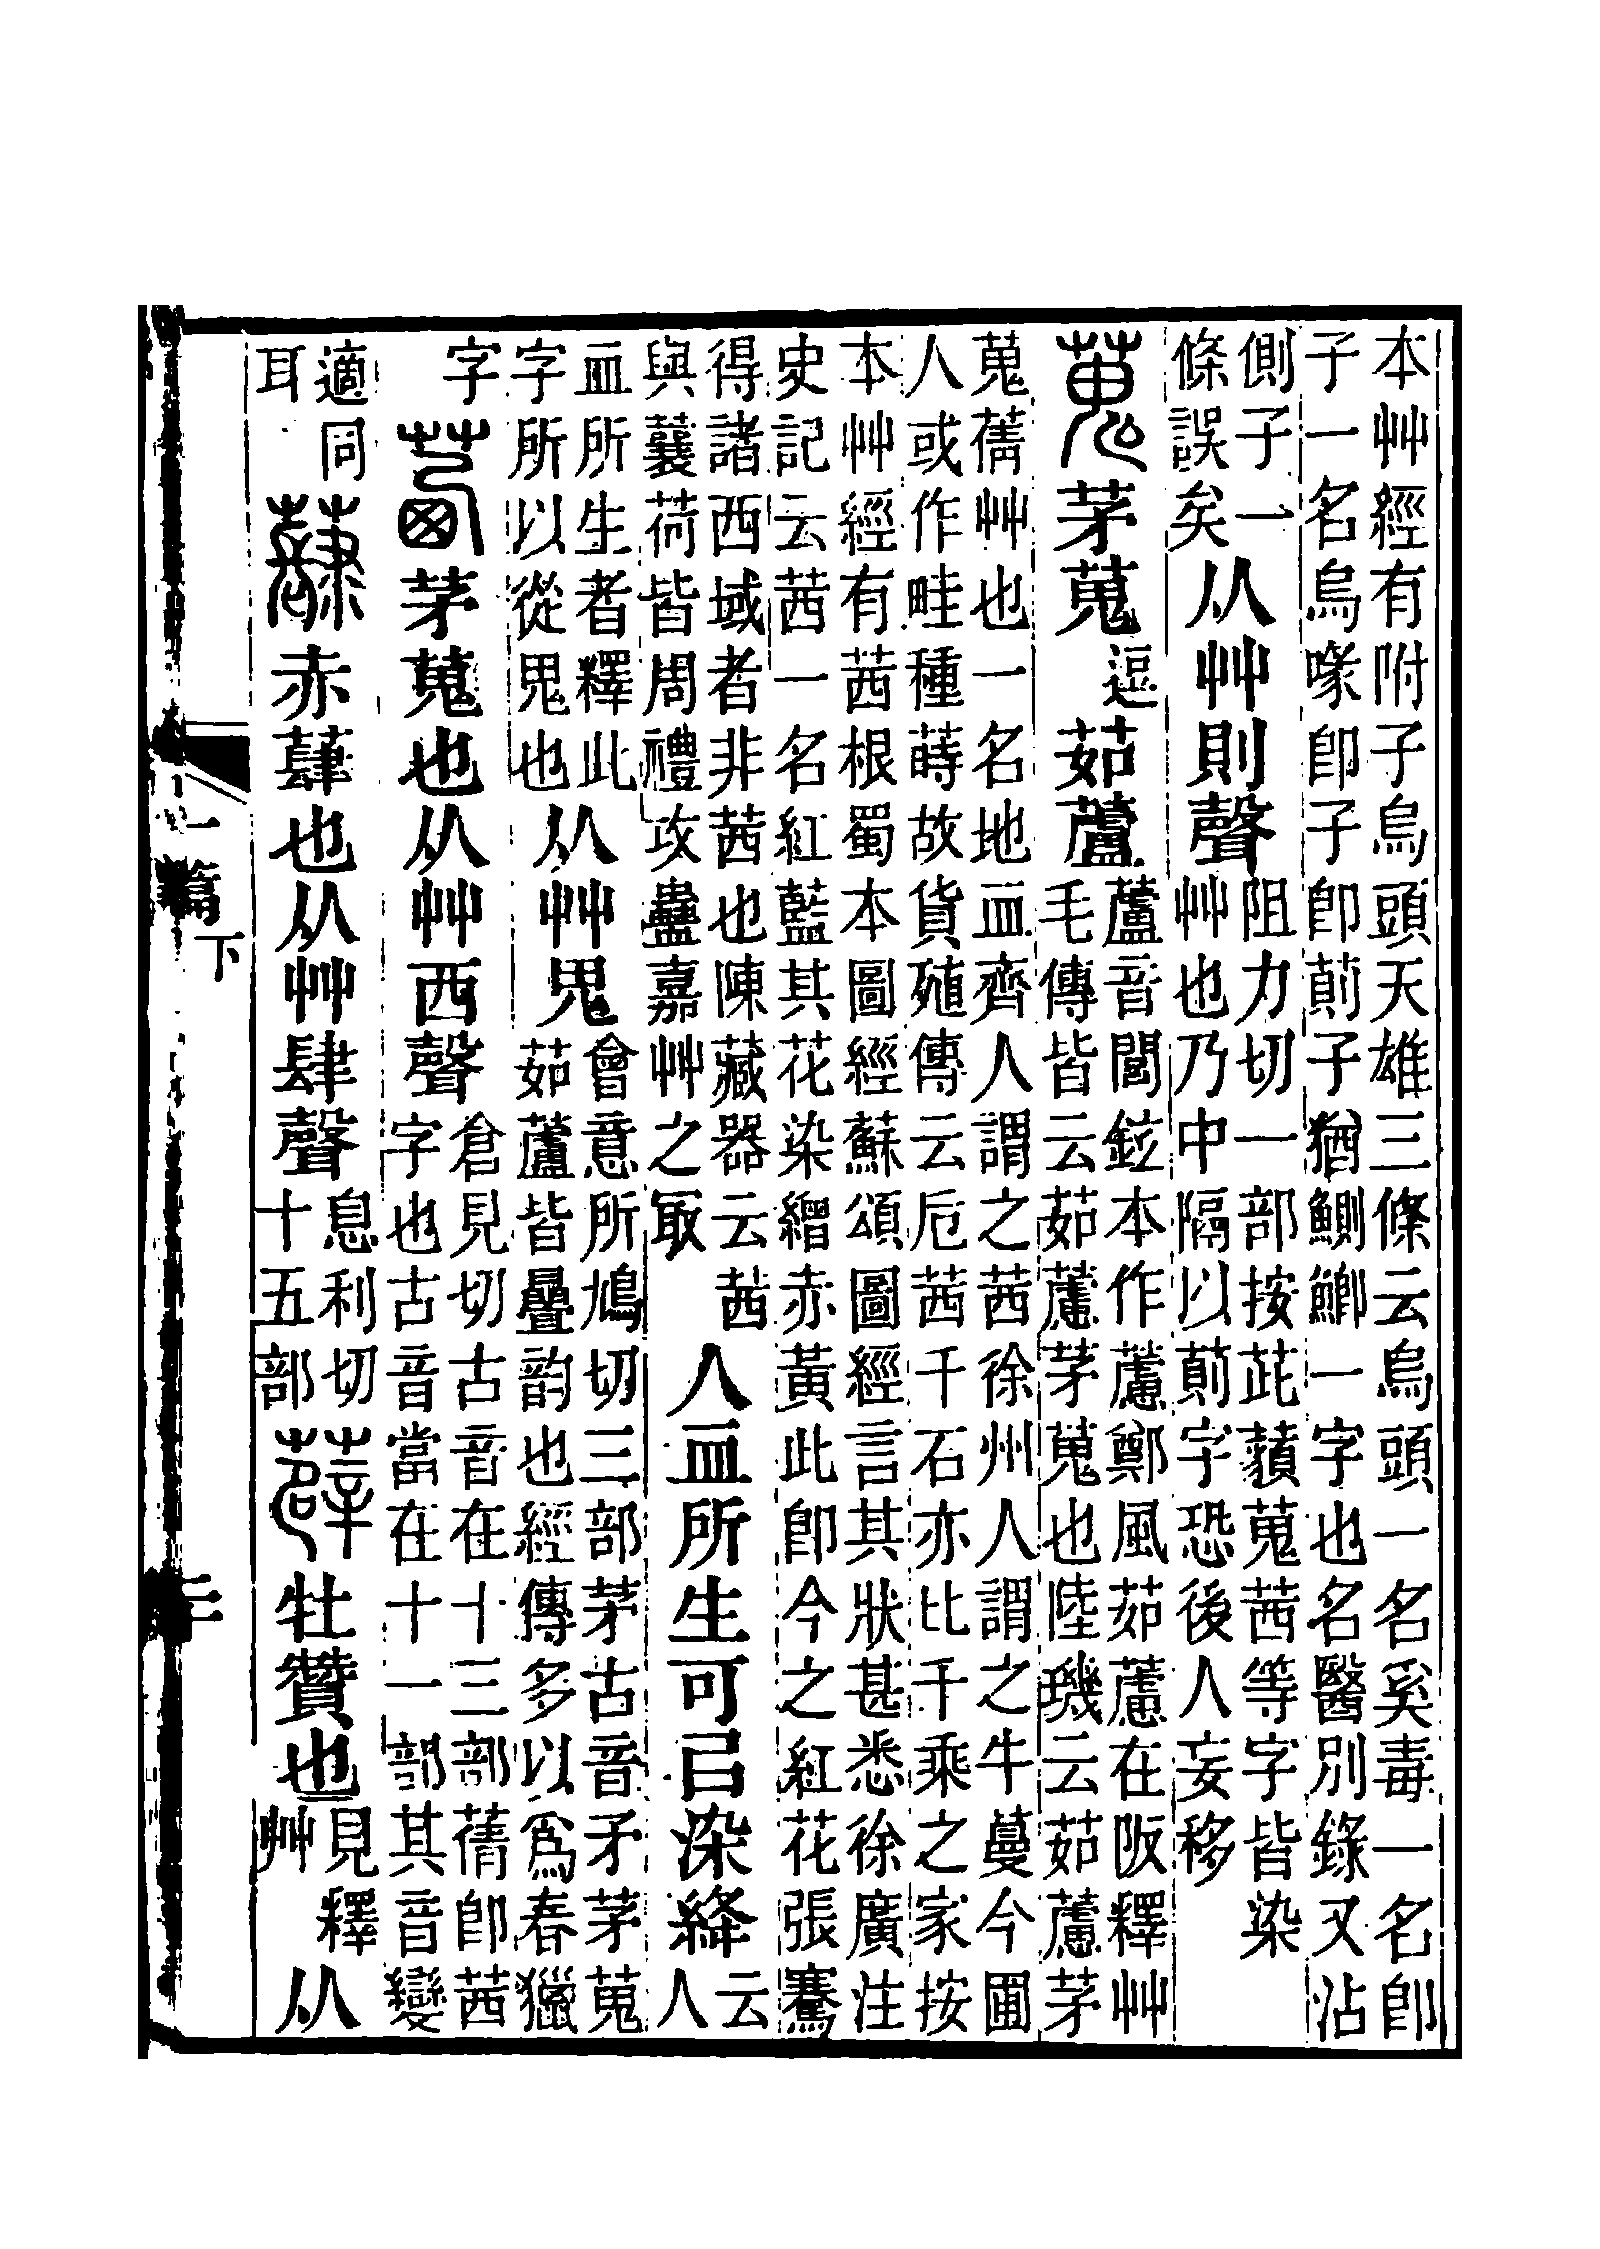 本艸經有附子烏頭天雄三條云烏頭一名奚毒一名卽
子一名烏喙卽子卽萴子猶鰂鯽一字也名醫別錄又沾
側子一
條誤矣
从艸則聲
阻力切一部按茈藐蒐茜等字皆染
艸也乃中隔以萴字恐後人妄移
蒐茅蒐
逗
茹藘
藘音閭鉉本作蘆鄭風茹藘在阪釋艸
毛傳皆云茹藘茅蒐也陸璣云茹藘茅
蒐蒨艸也一名地血齊人謂之茜徐州人謂之牛蔓今圃
人或作畦種蒔故貨殖傳云卮茜千石亦比千乘之家按
本艸經有茜根蜀本圖經蘇頌圖經言其狀甚悉徐廣注
史記云茜一名紅藍其花染繒赤黃此卽今之紅花張騫
得諸西域者非茜也陳藏器云茜
與蘘荷皆周禮攻蠱嘉艸之冣
人血所生可㠯染絳
云
人
血所生者釋此
字所以從鬼也
从艸鬼
會意所鳩切三部茅古音矛茅蒐
茹藘皆曡韵也經傳多以爲春獵
字
茜茅蒐也从艸西聲
倉見切古音在十三部蒨卽茜
字也古音當在十一部其音變
適同
耳
蕼赤蕼也从艸肆聲
息利切
十五部
薜牡贊也
見釋
艸
从
一篇下